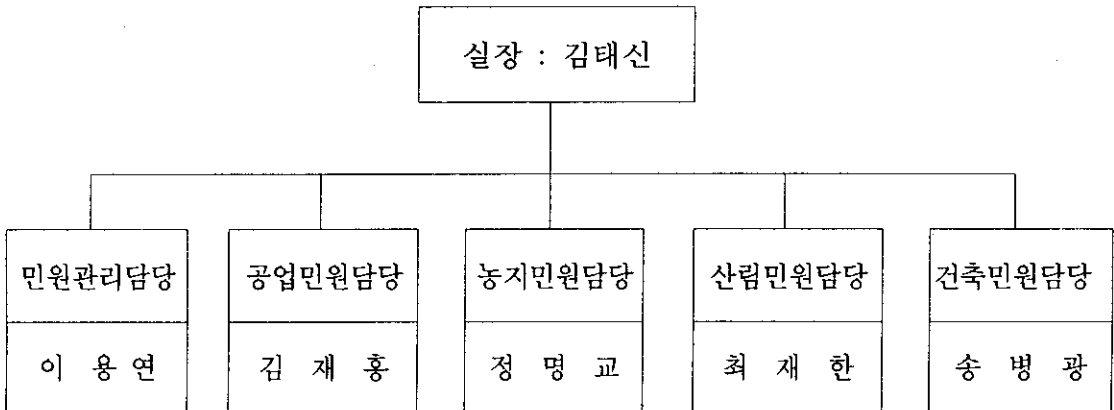 실장 : 김태신
민원관리담당 공업민원담당 농지민원담당 산림민원담당 건축민원담당
이 용 연 김 재 홍 정 명 교 최 재 한 송 병 광